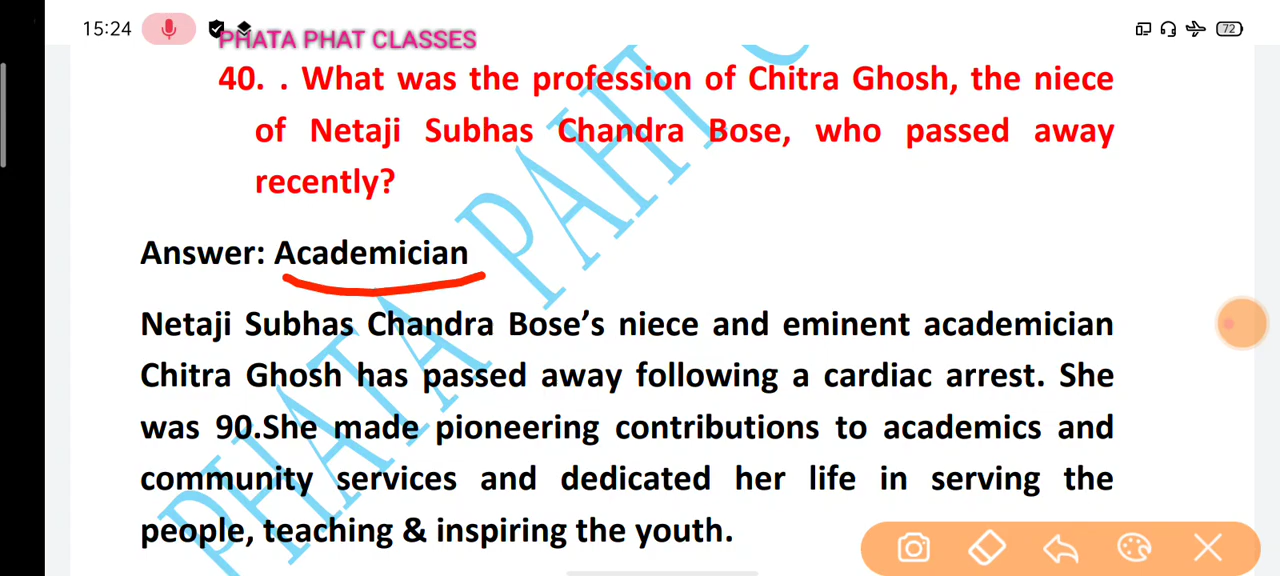 15:24
72
PHATA PHAT CLASSES
40. . What was the profession of Chitra Ghosh, the niece
of Netaji Subhas Chandra Bose, who passed away
recently?
Answer: Academician
Netaji Subhas Chandra Bose’s niece and eminent academician
Chitra Ghosh has passed away following a cardiac arrest. She
was 90.She made pioneering contributions to academics and
community services and dedicated her life in serving the
people, teaching & inspiring the youth.
PHATA PAHT C